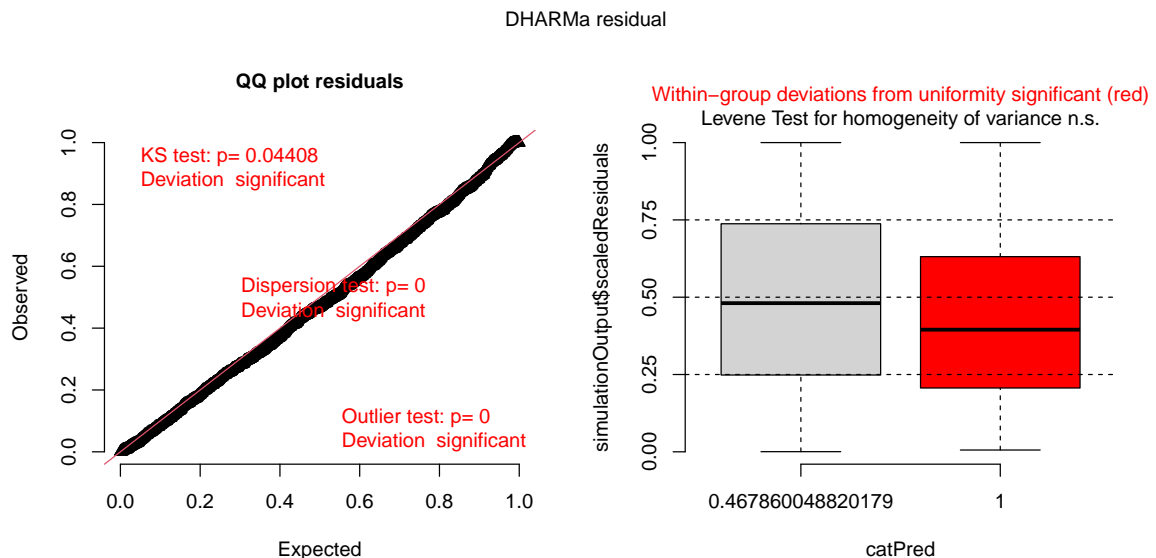 DHARMa residual
QQ plot residuals
KS test: p= 0.04408
Deviation  significant
Dispersion test: p= 0
Deviation  significant
Outlier test: p= 0
Deviation  significant
Observed
0.0
0.2
0.4
0.6
0.8
1.0
0.0
0.2
0.4
0.6
0.8
1.0
Expected
Within−group deviations from uniformity significant (red)
Levene Test for homogeneity of variance n.s.
simulationOutput$scaledResiduals
0.00
0.25
0.50
0.75
1.00
0.467860048820179
1
catPred